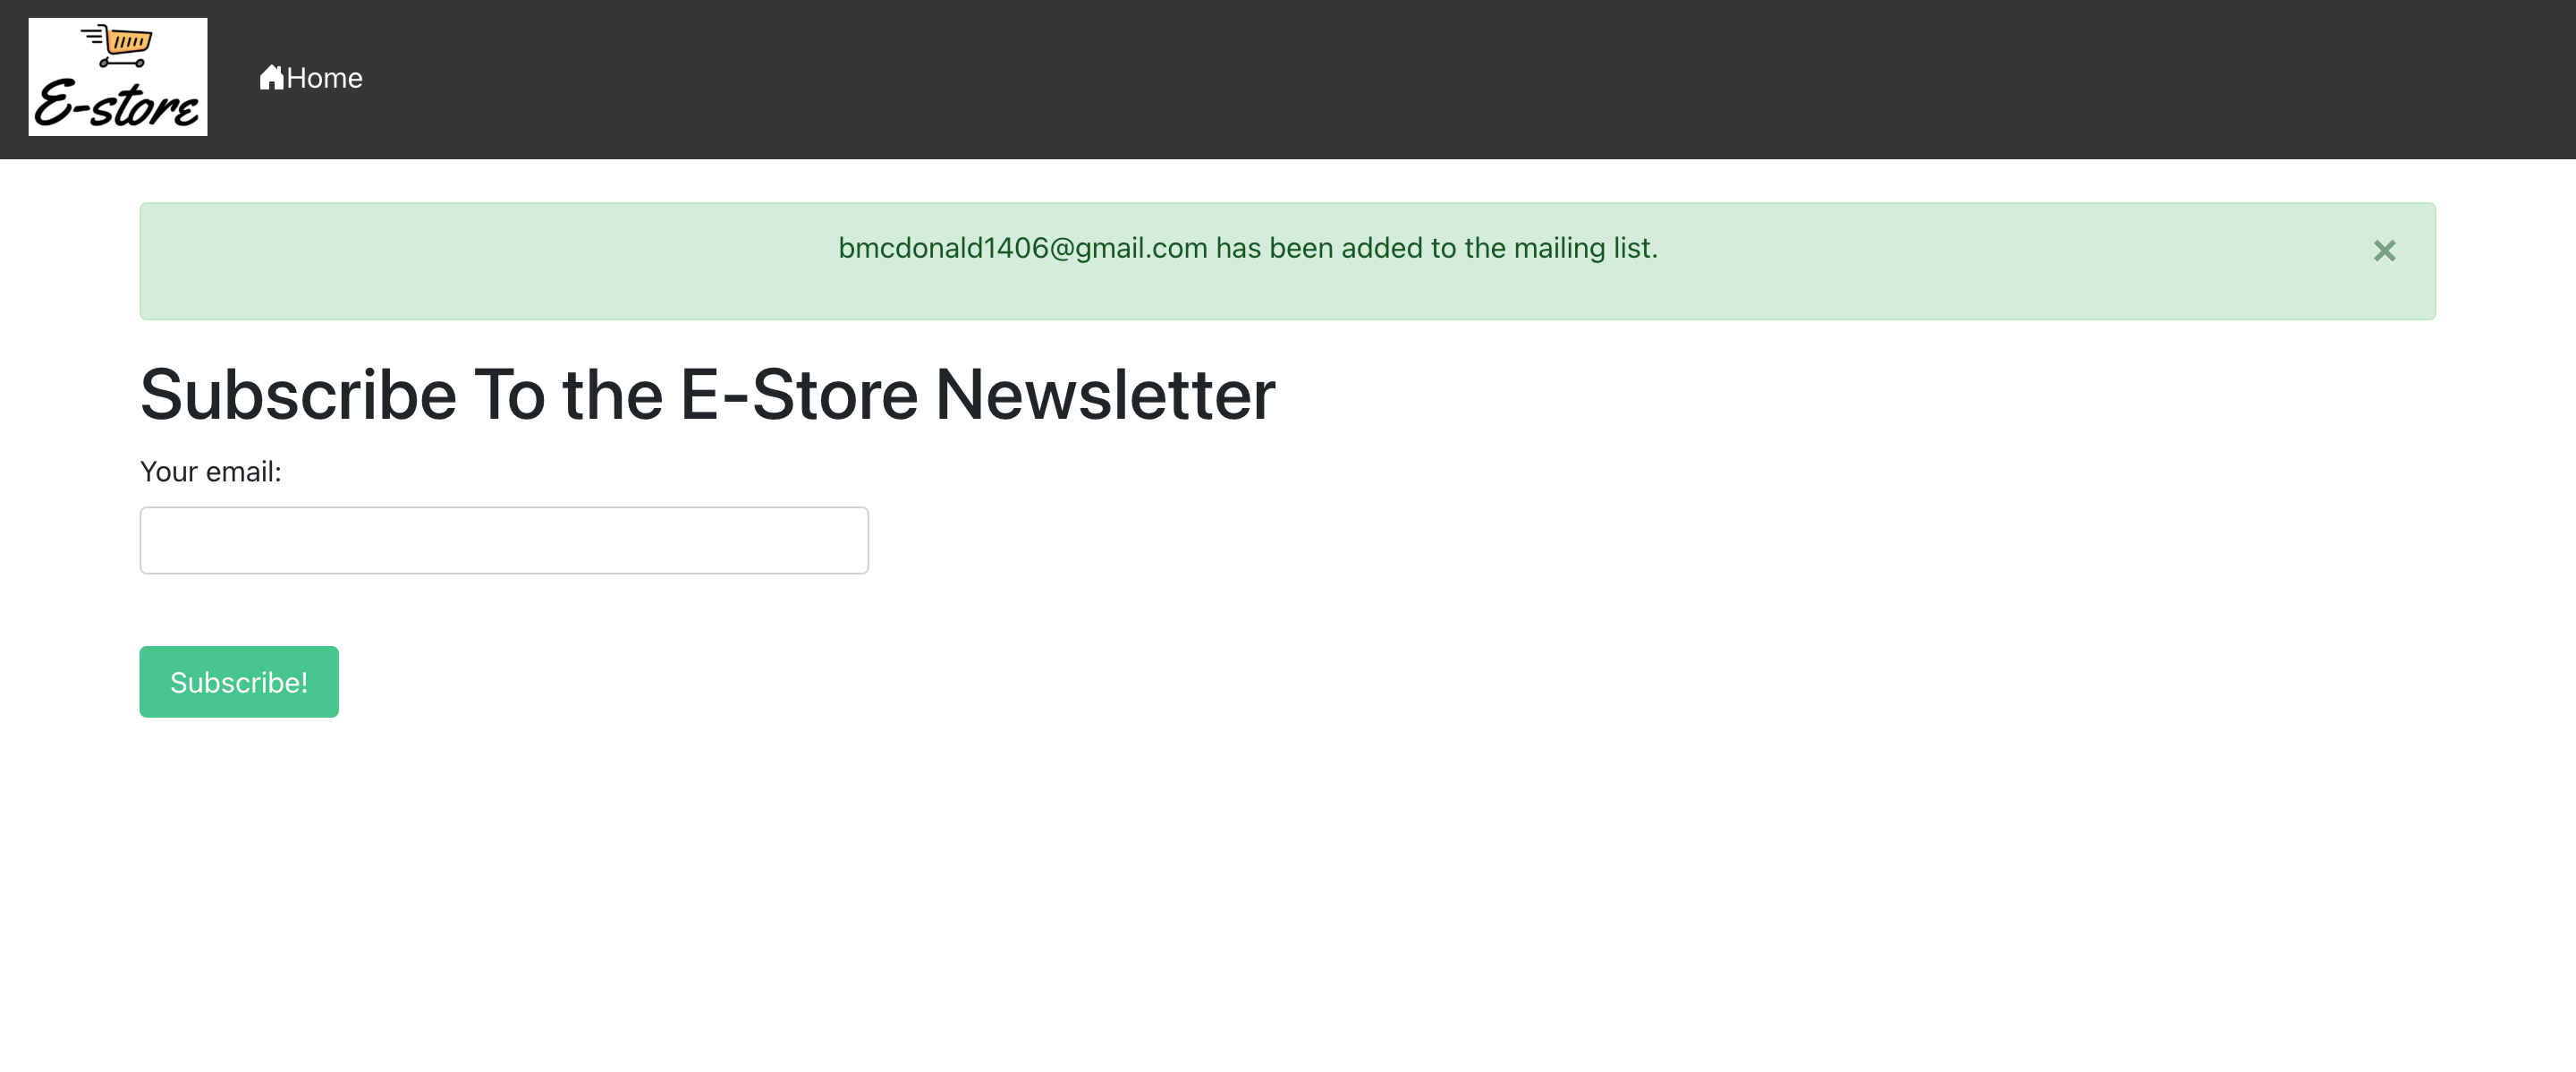 E-store
Home
bmcdonald1406@gmail.com has been added to the mailing list.
×
Subscribe To the E-Store Newsletter
Your email:
Subscribe!